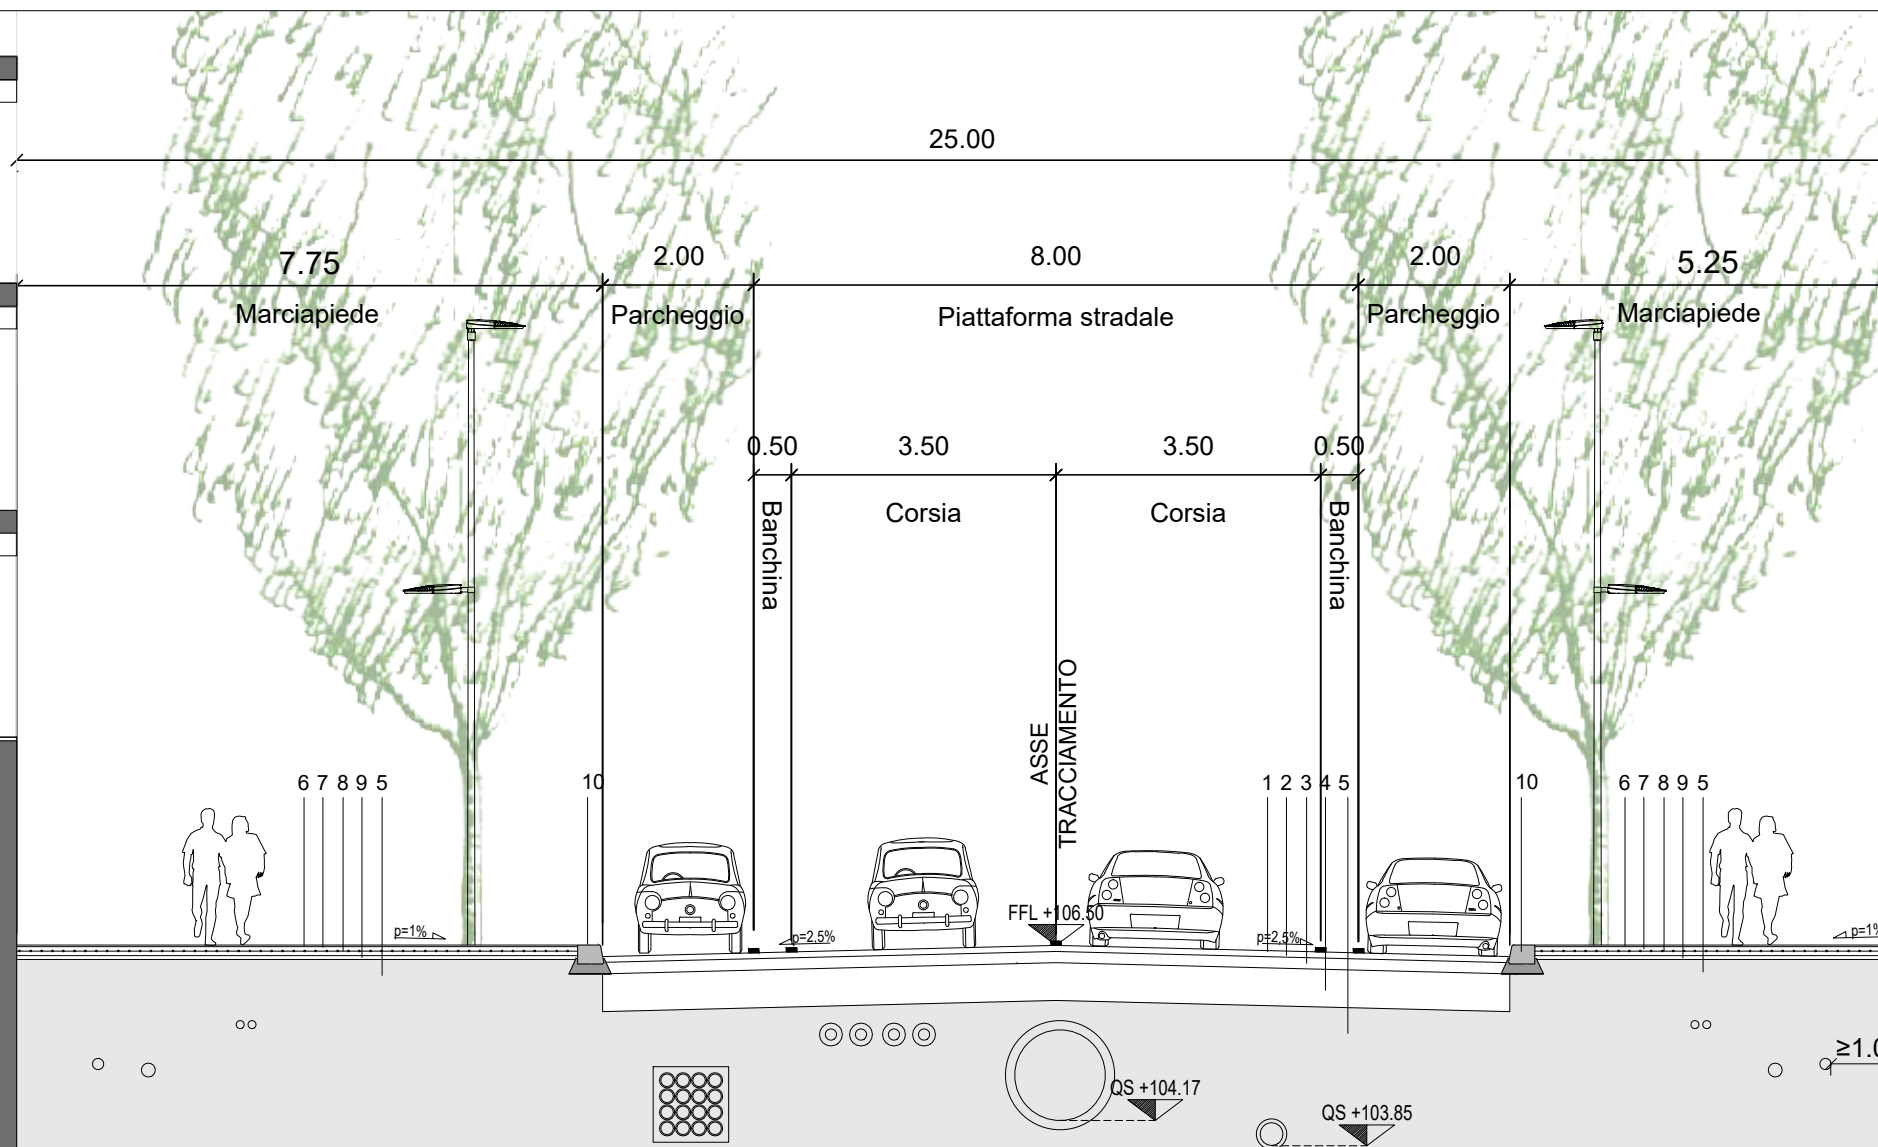 25.00
7.75
2.00
8.00
2.00
5.25
Marciapiede
Parcheggio
Piattaforma stradale
Parcheggio
Marciapiede
0.50
3.50
3.50
0.50
Banchina
Corsia
Corsia
Banchina
ASSE
TRACCIAMENTO
6 7 8 9 5
10
1 2 3 4 5
10
6 7 8 9 5
FFL +106.50
p=1%
p=2,5%
p=2,5%
p=1%
QS +104.17
QS +103.85
≥1.0